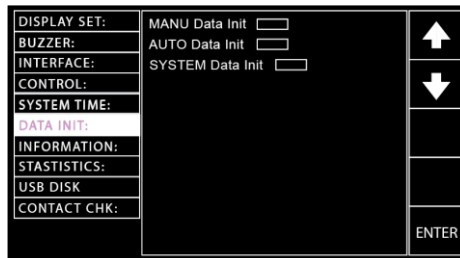 DISPLAY SET:
BUZZER:
INTERFACE:
CONTROL:
SYSTEM TIME:
DATA INIT:
INFORMATION:
STASTISTICS:
USB DISK
CONTACT CHK:
MANU Data Init
AUTO Data Init
SYSTEM Data Init
ENTER